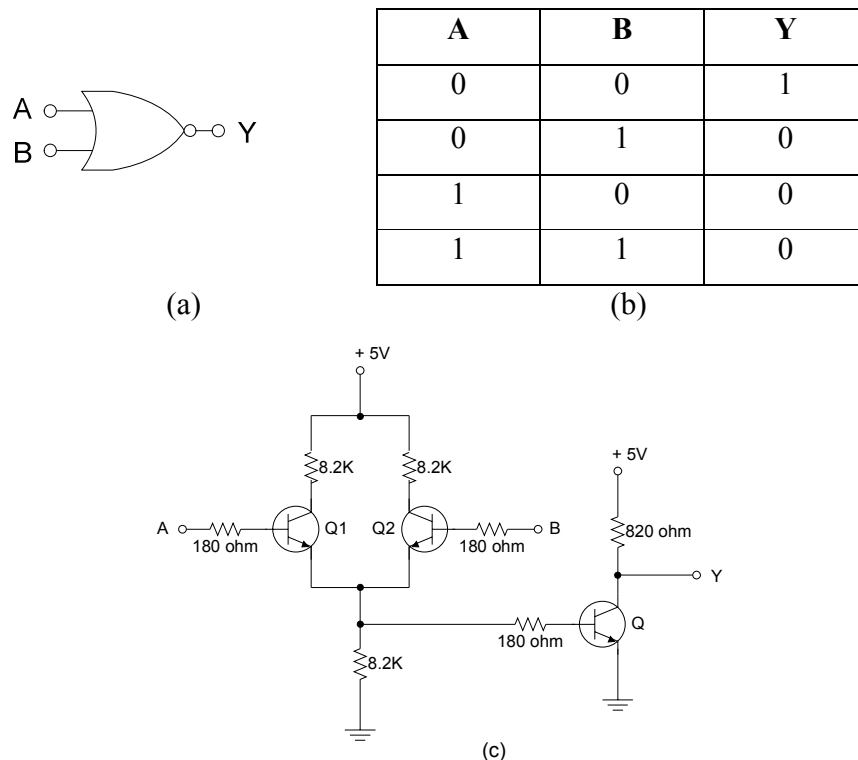 A
B
Y
A B Y
0 0 1
0 1 0
1 0 0
1 1 0
(a)
(b)
+ 5V
8.2K
8.2K
+ 5V
A
Q1
Q2
B
820 ohm
180 ohm
180 ohm
Y
Q
180 ohm
8.2K
(c)